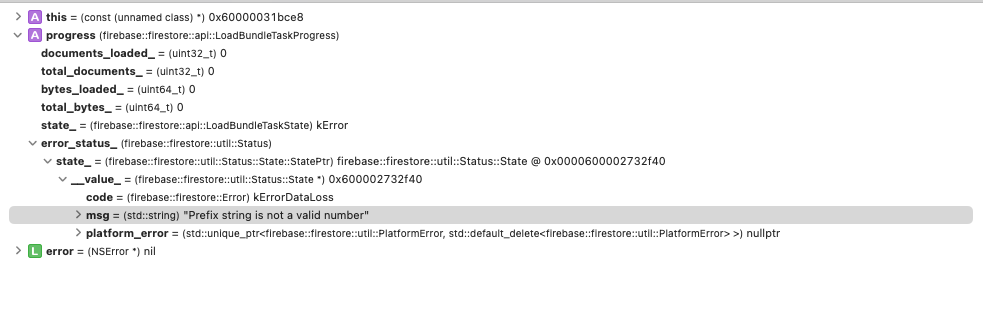 A this = (const (unnamed class) *) 0x60000031bce8
A progress (firebase::firestore::api::LoadBundleTaskProgress)
documents_loaded_ = (uint32_t) 0
total_documents_ = (uint32_t) 0
bytes_loaded_ = (uint64_t) 0
total_bytes_ = (uint64_t) 0
state_ = (firebase::firestore::api::LoadBundleTaskState) kError
error_status_ (firebase::firestore::util::Status)
state_ = (firebase::firestore::util::Status::State::StatePtr) firebase::firestore::util::Status::State @ 0x0000600002732f40
__value_ = (firebase::firestore::util::Status::State *) 0x600002732f40
code = (firebase::firestore::Error) kErrorDataLoss
msg = (std::string) "Prefix string is not a valid number"
platform_error = (std::unique_ptr<firebase::firestore::util::PlatformError, std::default_delete<firebase::firestore::util::PlatformError> >) nullptr
L error = (NSError *) nil